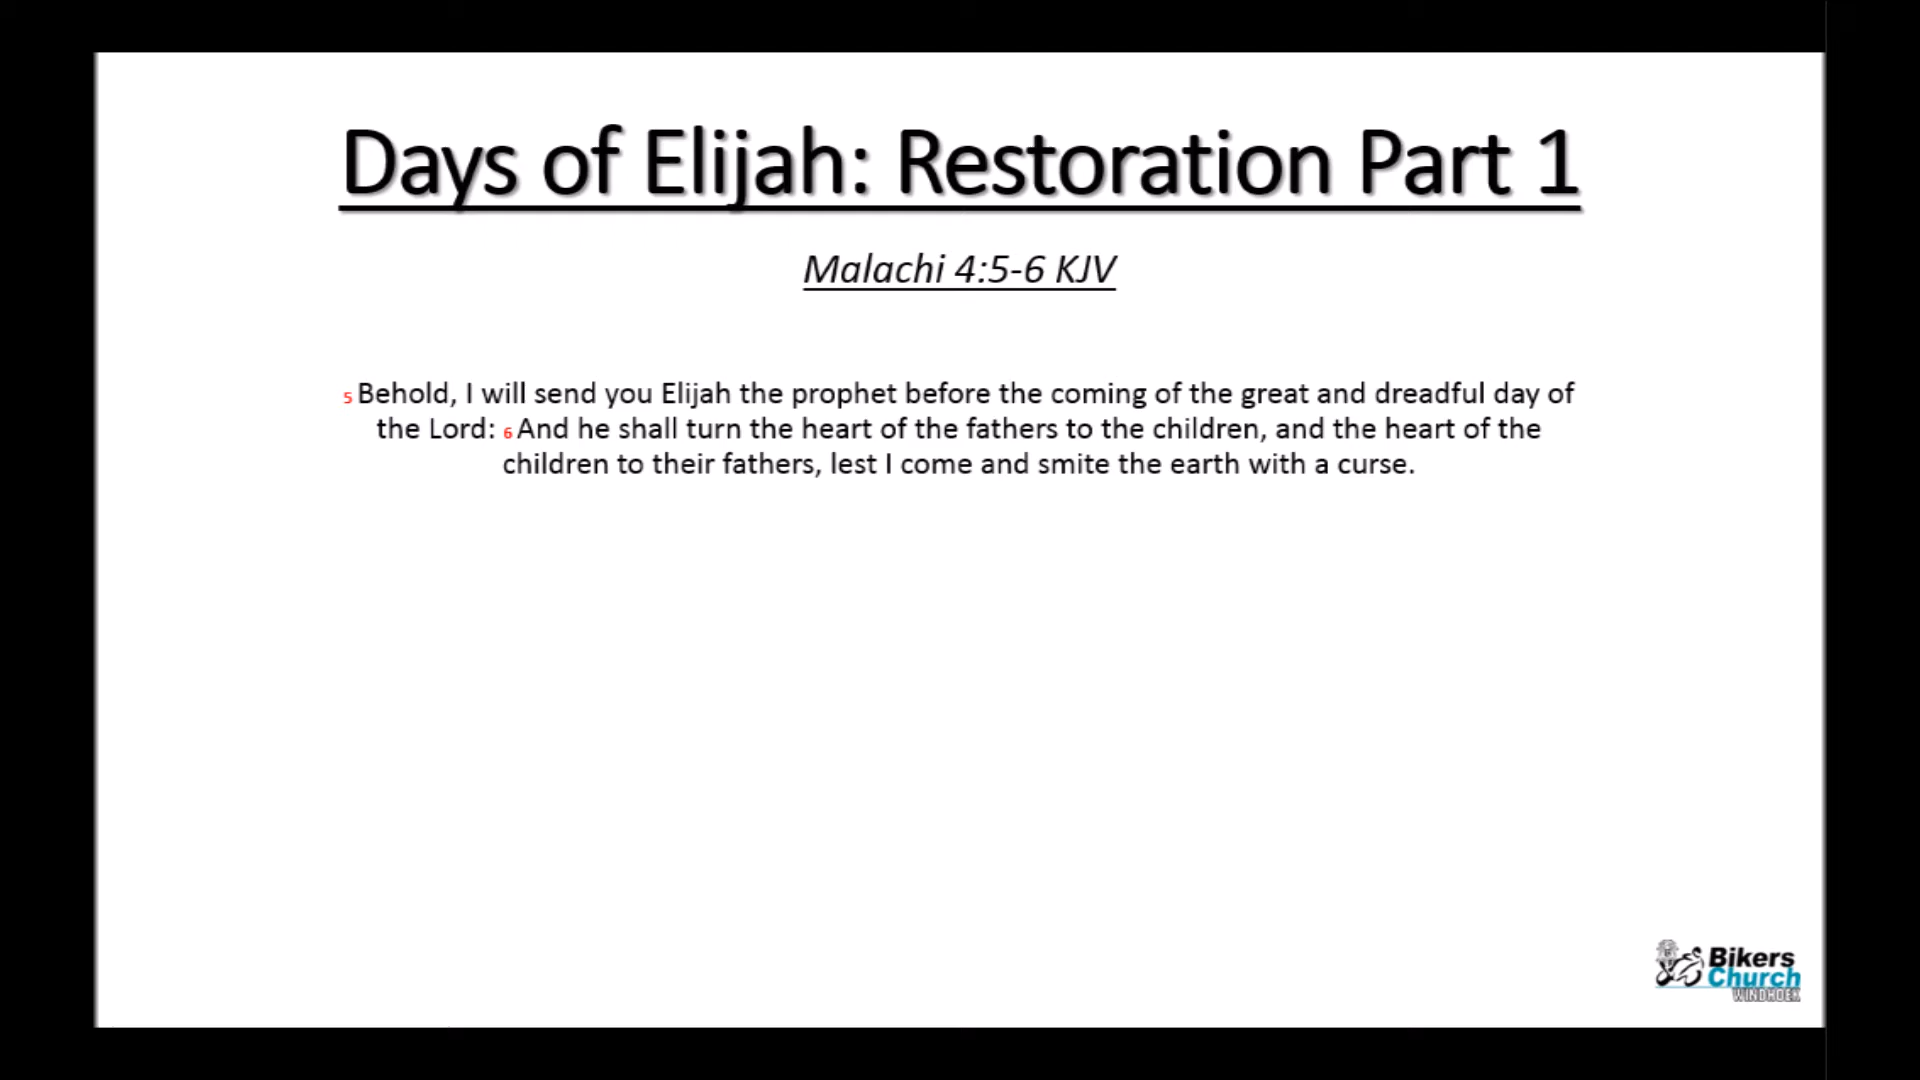 Days of Elijah: Restoration Part 1
Malachi 4:5-6 KJV
5 Behold, I will send you Elijah the prophet before the coming of the great and dreadful day of
the Lord: 6 And he shall turn the heart of the fathers to the children, and the heart of the
children to their fathers, lest I come and smite the earth with a curse.
Bikers
Church
WINDHOEK